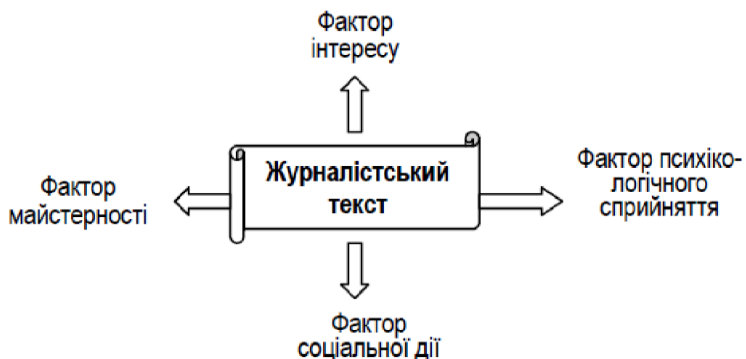 Фактор
інтересу
Журналістський
текст
Фактор
майстерності
Фактор психіко-
логічного
сприйняття
Фактор
соціальної дії